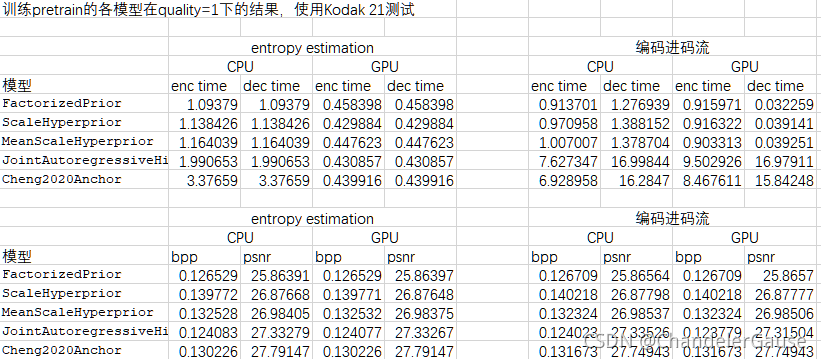 训练pretrain的各模型在quality=1下的结果, 使用Kodak 21测试
entropy estimation 编码进码流
CPU GPU CPU GPU
模型 enc time dec time enc time dec time enc time dec time enc time dec time
FactorizedPrior 1.09379 1.09379 0.458398 0.458398 0.913701 1.276939 0.915971 0.032259
ScaleHyperprior 1.138426 1.138426 0.429884 0.429884 0.970958 1.388152 0.916322 0.039141
MeanScaleHyperprior 1.164039 1.164039 0.447623 0.447623 1.007007 1.378704 0.903313 0.039251
JointAutoregressiveHi 1.990653 1.990653 0.430857 0.430857 7.627347 16.99844 9.502926 16.97911
Cheng2020Anchor 3.37659 3.37659 0.439916 0.439916 6.928958 16.2847 8.467611 15.84248
entropy estimation 编码进码流
CPU GPU CPU GPU
模型 bpp psnr bpp psnr bpp psnr bpp psnr
FactorizedPrior 0.126529 25.86391 0.126529 25.86397 0.126709 25.86564 0.126709 25.8657
ScaleHyperprior 0.139772 26.87668 0.139771 26.87648 0.140218 26.87798 0.140218 26.87777
MeanScaleHyperprior 0.132528 26.98405 0.132532 26.98375 0.132324 26.98537 0.132324 26.98506
JointAutoregressiveHi 0.124083 27.33279 0.124077 27.33267 0.124023 27.33525 0.123779 27.31504
Cheng2020Anchor 0.130226 27.79147 0.130226 27.79147 0.131673 27.74943 0.131673 27.74943
CSDN @ChandelerGause